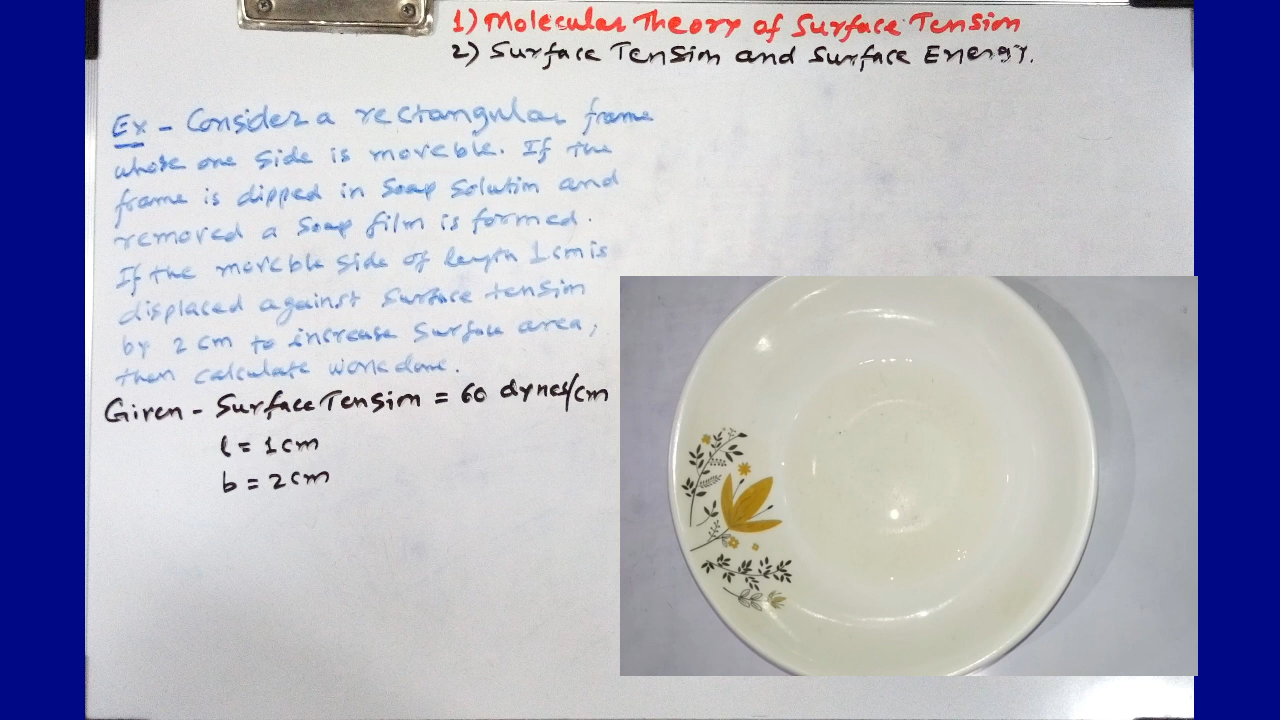 1) Molecular Theory of Surface Tension
2) Surface Tension and Surface Energy.
Ex - Consider a rectangular frame
whose one side is moveble. If the
frame is dipped in Soap Solution and
removed a Soap film is formed.
If the moveble side of length 1cm is
displaced against surface tension
by 2 cm to increase surface area,
then calculate work done.
Given - Surface Tension = 60 dynes/cm
l = 1cm
b = 2cm